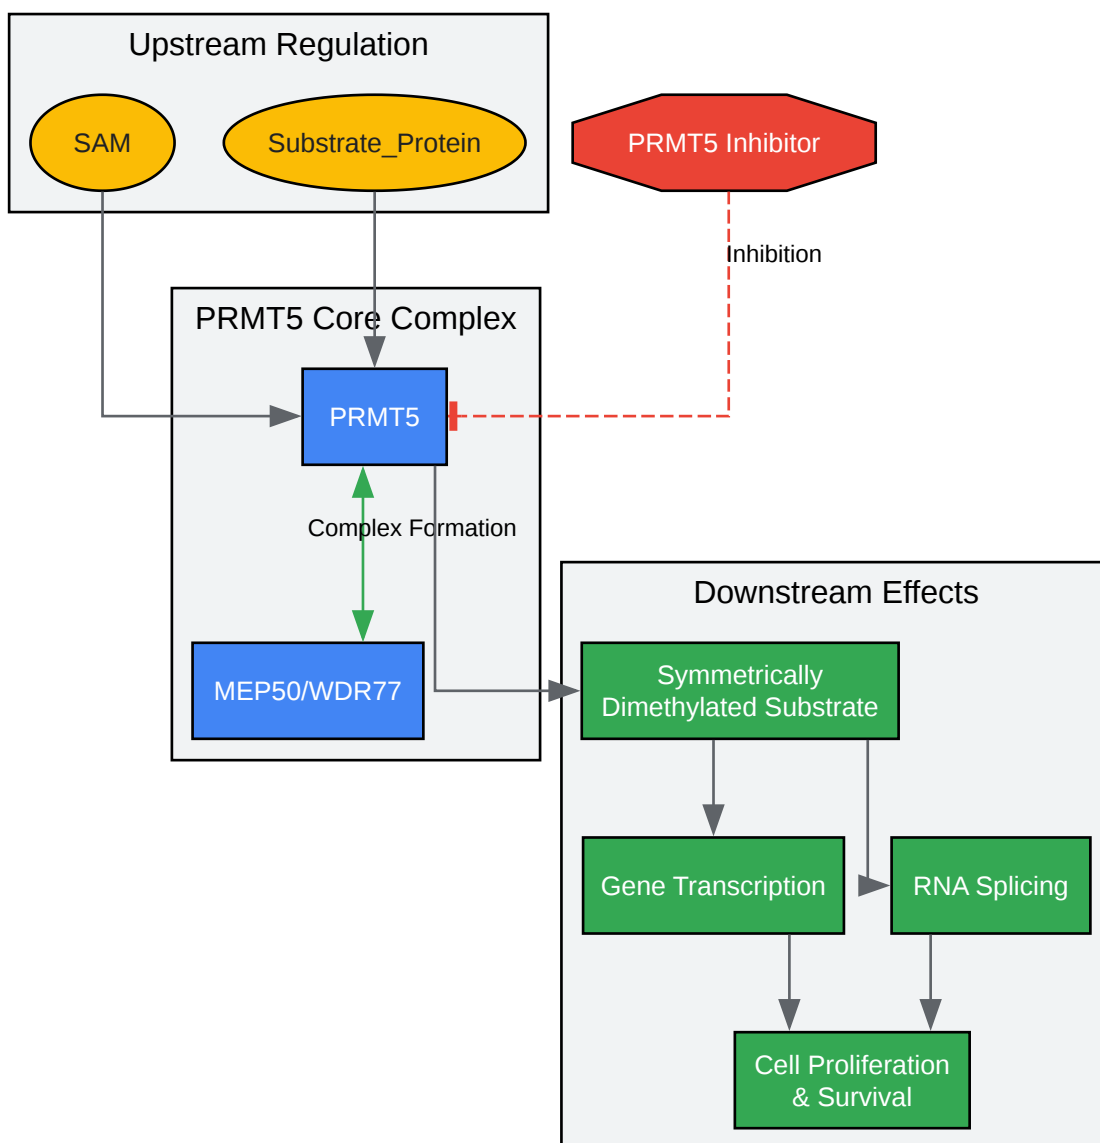 Upstream Regulation
SAM
Substrate_Protein
PRMT5 Inhibitor
Inhibition
PRMT5 Core Complex
PRMT5
Complex Formation
MEP50/WDR77
Downstream Effects
Symmetrically
Dimethylated Substrate
Gene Transcription
RNA Splicing
Cell Proliferation
& Survival